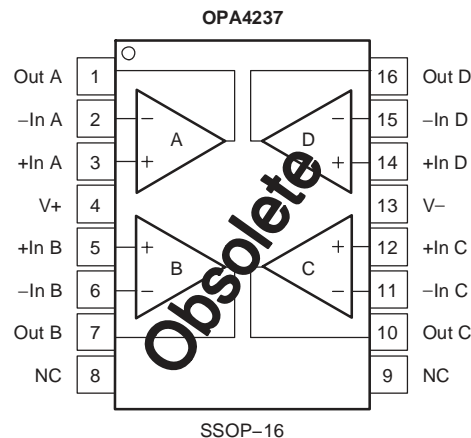 OPA4237
Out A 1 16 Out D
−In A 2 − − 15 −In D
+In A 3 + A D + 14 +In D
V+ 4 13 V−
+In B 5 + + 12 +In C
−In B 6 − B C − 11 −In C
Out B 7 10 Out C
NC 8 9 NC
Obsolete
SSOP−16